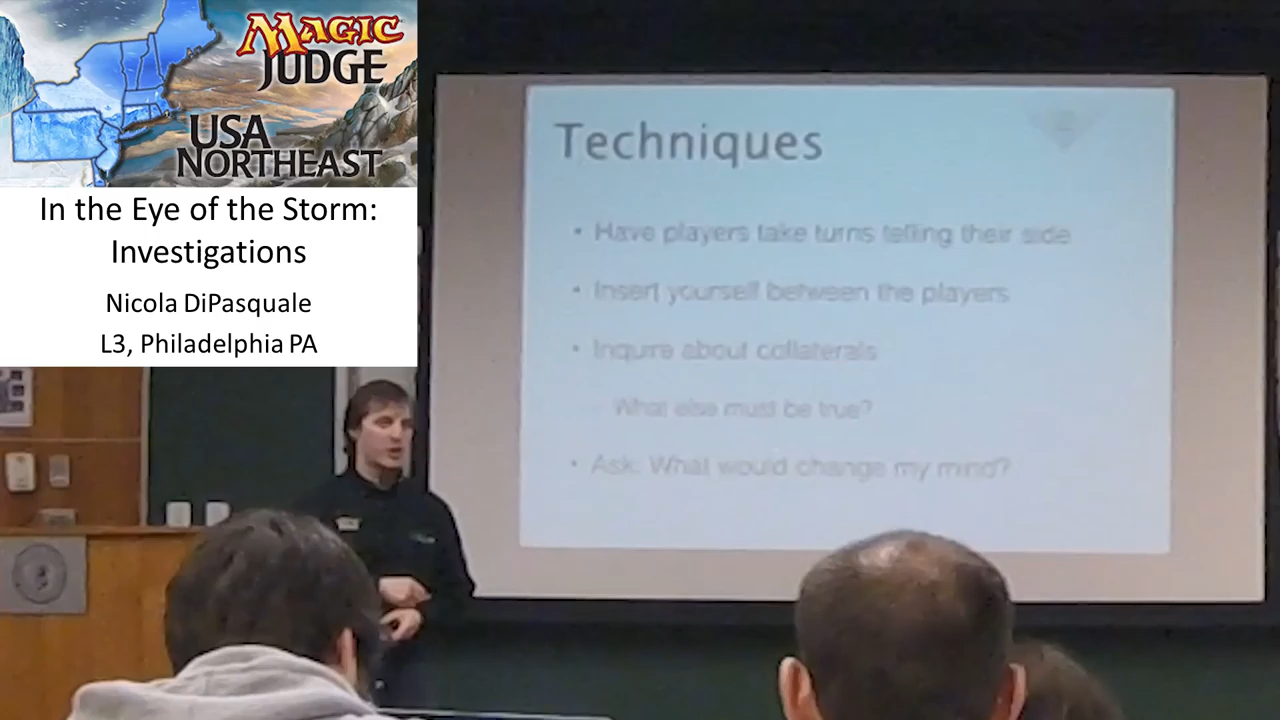 MAGIC
JUDGE
USA
NORTHEAST
In the Eye of the Storm:
Investigations
Nicola DiPasquale
L3, Philadelphia PA
Techniques
• Have players take turns telling their side
• Insert yourself between the players
• Inquire about collaterals
What else must be true?
• Ask: What would change my mind?